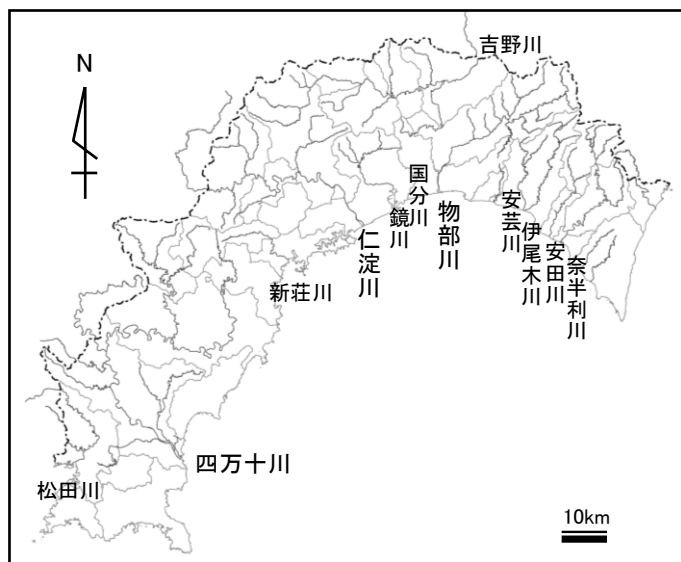 吉野川
N
国分川
鏡川
物部川
安芸川
伊尾木川
安田川
奈半利川
仁淀川
新荘川
四万十川
松田川
10km